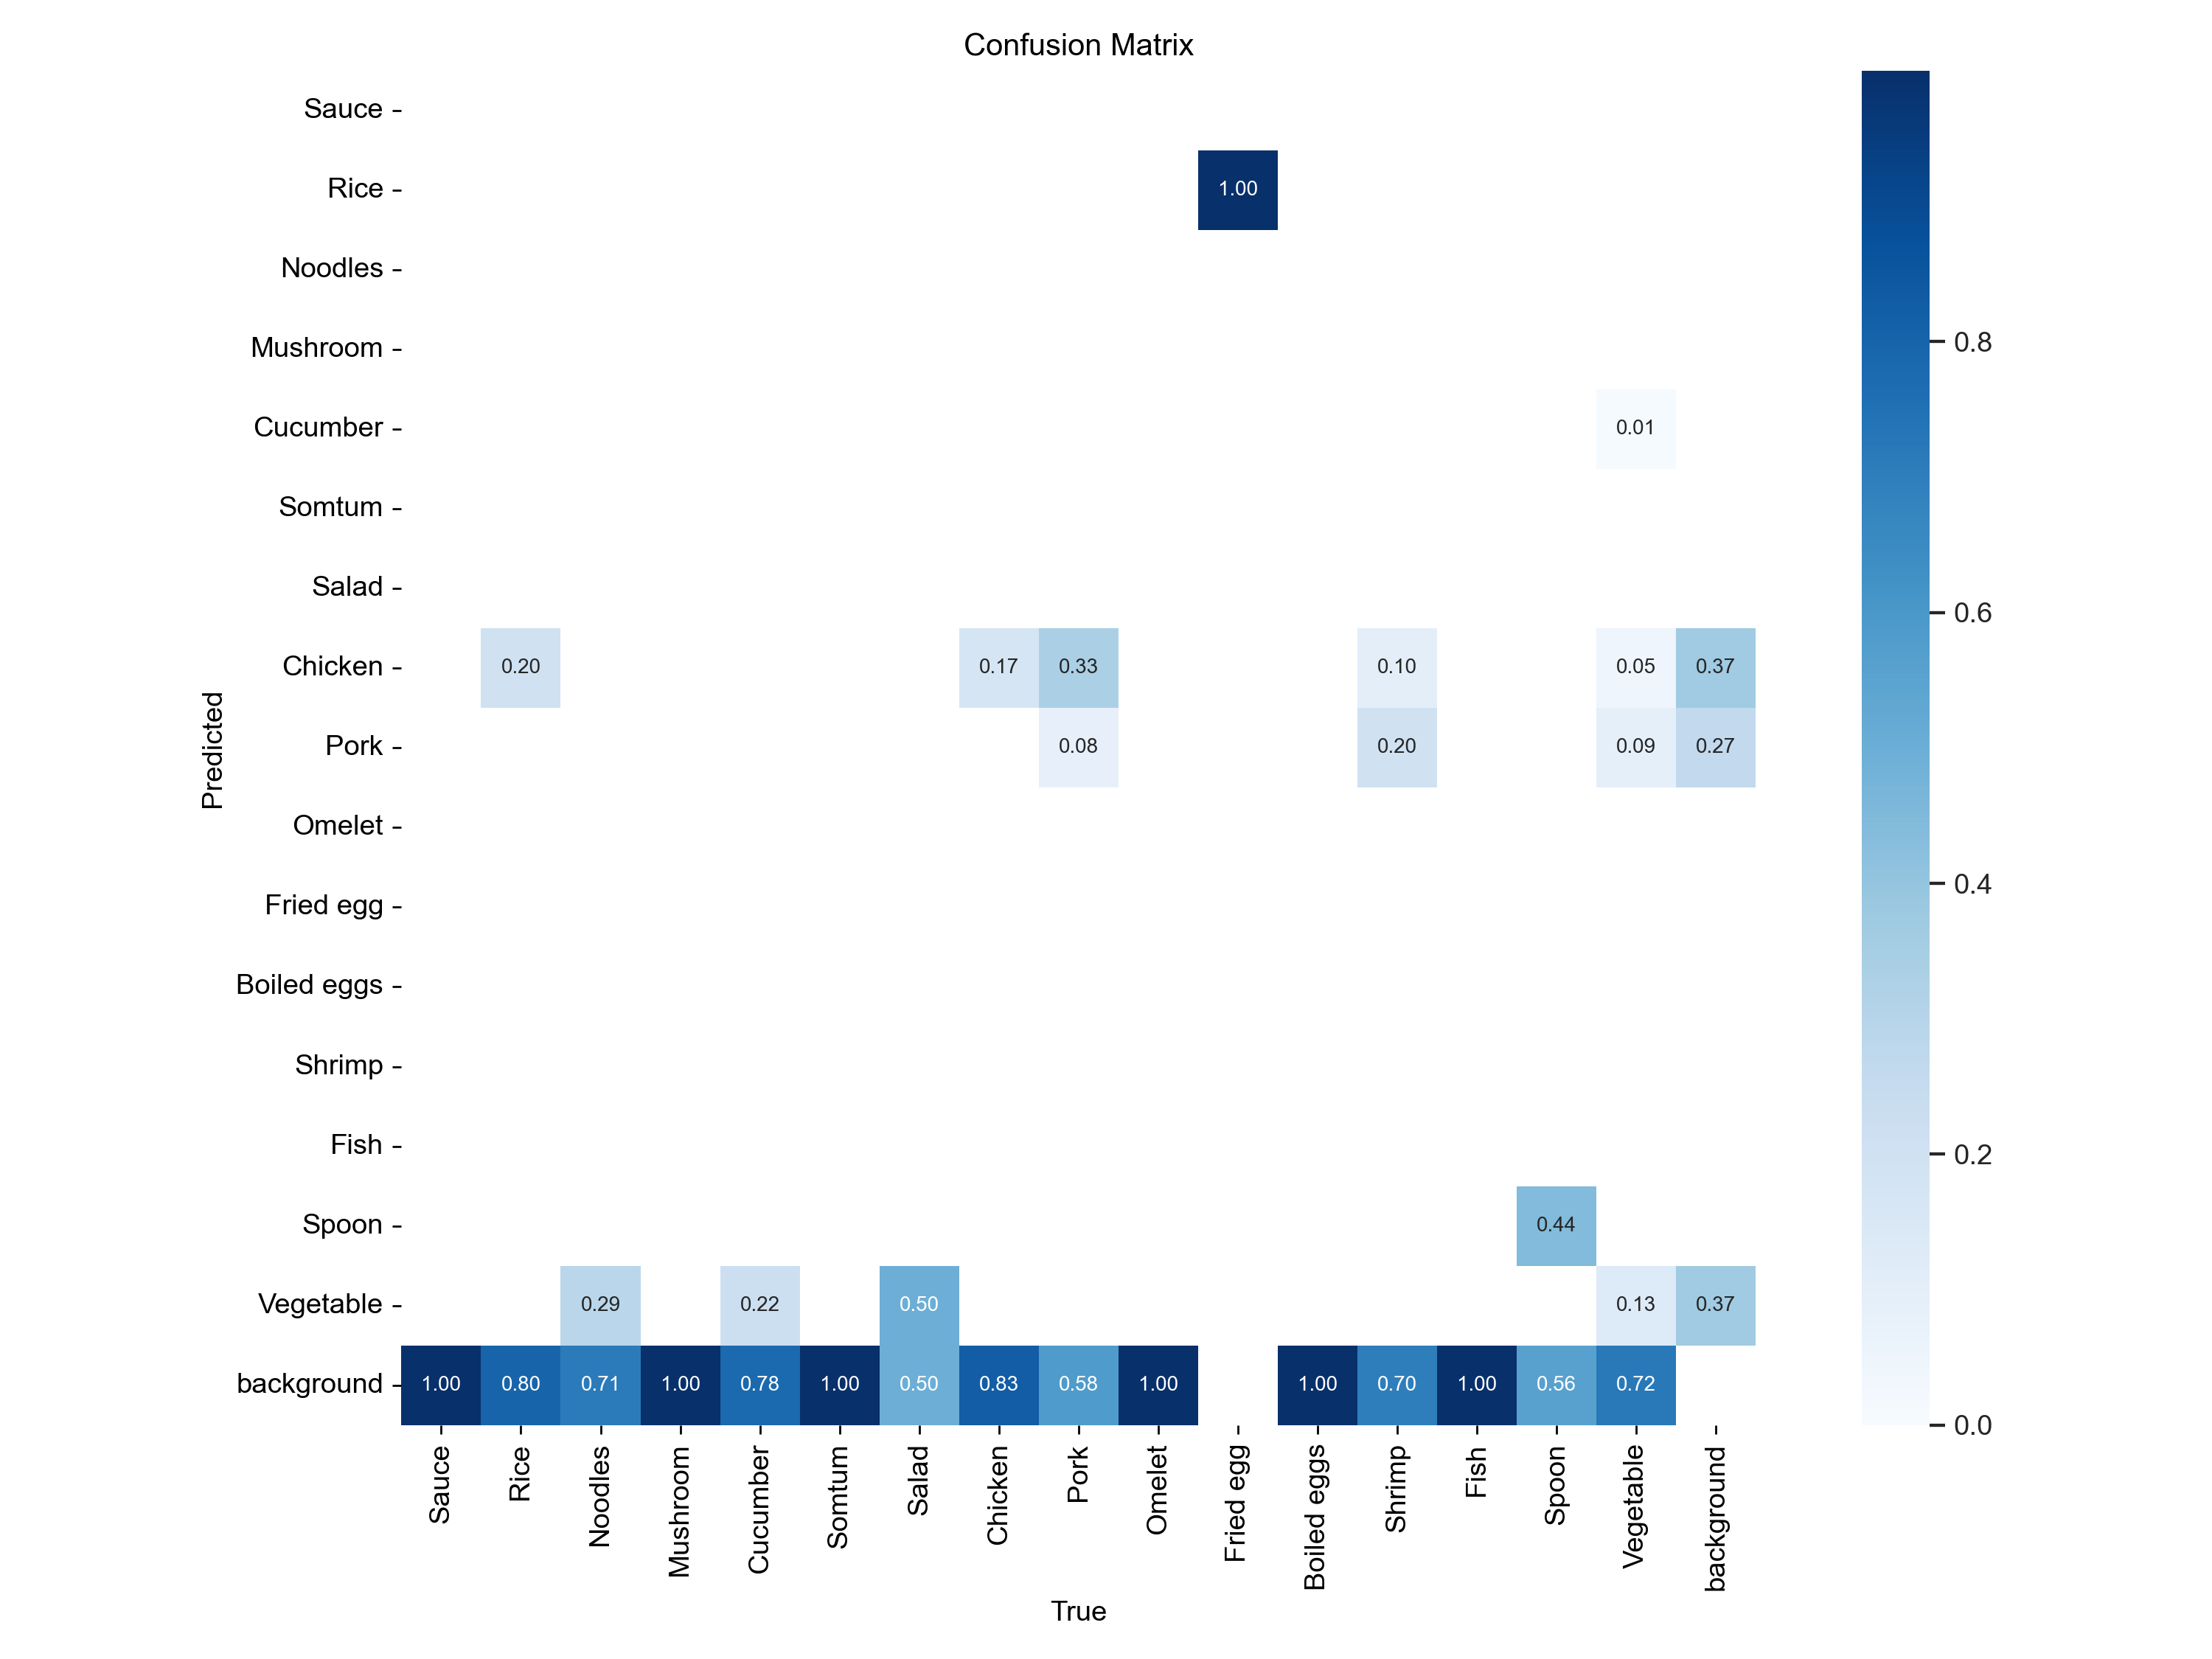 Confusion Matrix
Sauce
Rice 1.00
Noodles
Mushroom
Cucumber 0.01
Somtum
Salad
Chicken 0.20 0.17 0.33 0.10 0.05 0.37
Pork 0.08 0.20 0.09 0.27
Omelet
Fried egg
Boiled eggs
Shrimp
Fish
Spoon 0.44
Vegetable 0.29 0.22 0.50 0.13 0.37
background 1.00 0.80 0.71 1.00 0.78 1.00 0.50 0.83 0.58 1.00 1.00 0.70 1.00 0.56 0.72
Predicted
Sauce Rice Noodles Mushroom Cucumber Somtum Salad Chicken Pork Omelet Fried egg Boiled eggs Shrimp Fish Spoon Vegetable background
True
0.8
0.6
0.4
0.2
0.0